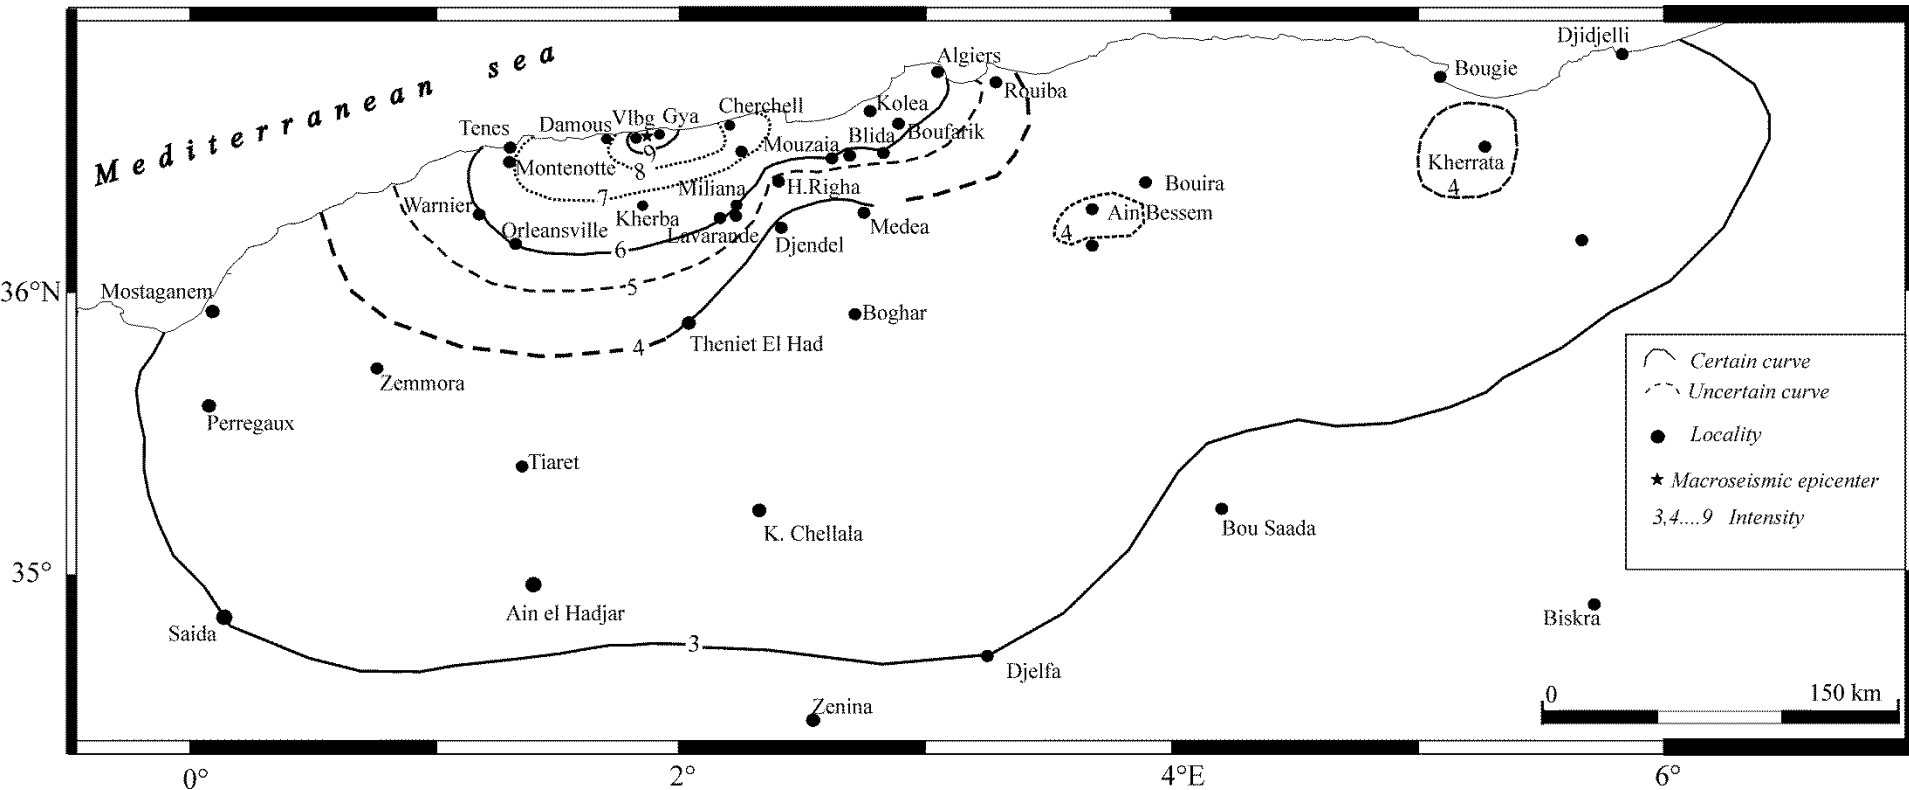 Mediterranean sea
Djidjelli
Algiers
Bougie
Rouiba
Cherchell
Kolea
Vlbg
Gya
Tenes
Damous
Blida
Boufarik
Mouzaia
9
8
Montenotte
Kherrata
4
7
Miliana
H.Righa
Bouira
Warnier
Kherba
Ain Bessem
Orleansville
Lavarande
Medea
4
6
Djendel
5
36°N
Mostaganem
Boghar
4
Theniet El Had
Zemmora
Perregaux
Certain curve
Uncertain curve
Locality
Macroseismic epicenter
3,4....9 Intensity
Tiaret
K. Chellala
Bou Saada
35°
Ain el Hadjar
Biskra
Saida
3
Djelfa
Zenina
0
150 km
0°
2°
4°E
6°